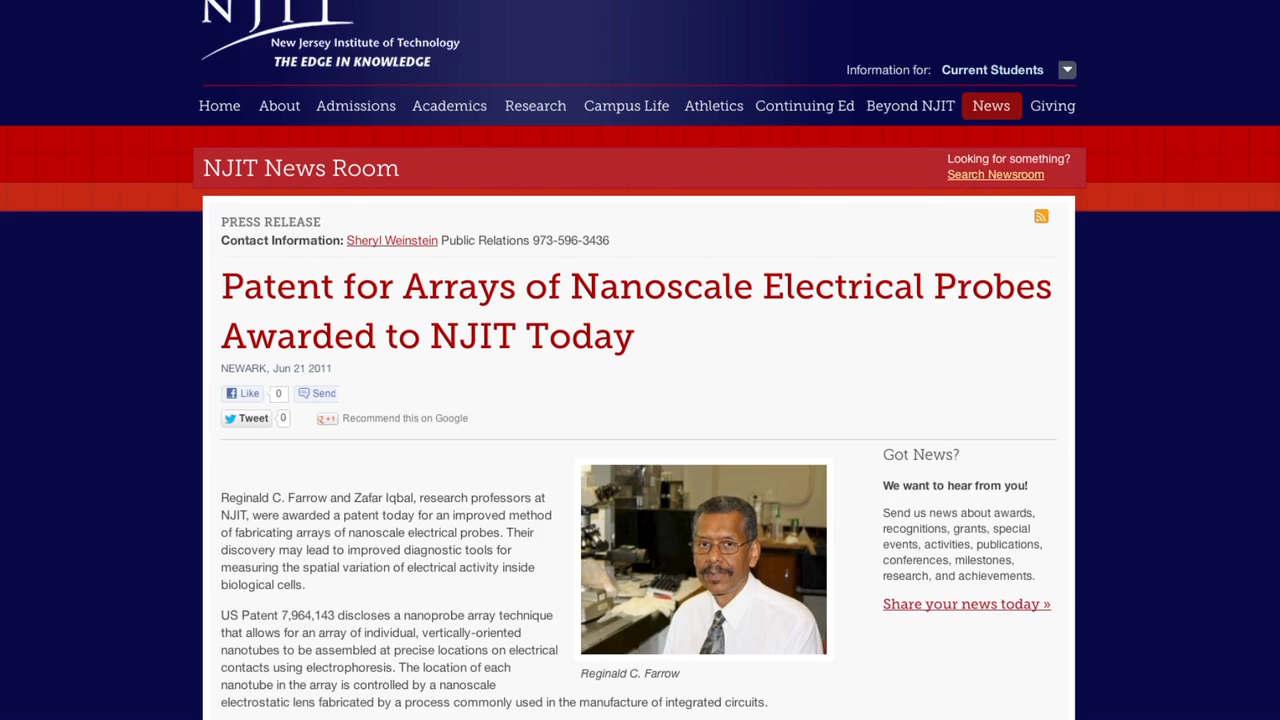 NJIT
New Jersey Institute of Technology
THE EDGE IN KNOWLEDGE
Information for: Current Students
Home About Admissions Academics Research Campus Life Athletics Continuing Ed Beyond NJIT News Giving
NJIT News Room
Looking for something?
Search Newsroom
PRESS RELEASE
Contact Information: Sheryl Weinstein Public Relations 973-596-3436
Patent for Arrays of Nanoscale Electrical Probes
Awarded to NJIT Today
NEWARK, Jun 21 2011
Like 0 Send
Tweet 0 +1 Recommend this on Google
Reginald C. Farrow and Zafar Iqbal, research professors at
NJIT, were awarded a patent today for an improved method
of fabricating arrays of nanoscale electrical probes. Their
discovery may lead to improved diagnostic tools for
measuring the spatial variation of electrical activity inside
biological cells.
US Patent 7,964,143 discloses a nanoprobe array technique
that allows for an array of individual, vertically-oriented
nanotubes to be assembled at precise locations on electrical
contacts using electrophoresis. The location of each
nanotube in the array is controlled by a nanoscale
electrostatic lens fabricated by a process commonly used in the manufacture of integrated circuits.
Reginald C. Farrow
Got News?
We want to hear from you!
Send us news about awards,
recognitions, grants, special
events, activities, publications,
conferences, milestones,
research, and achievements.
Share your news today »